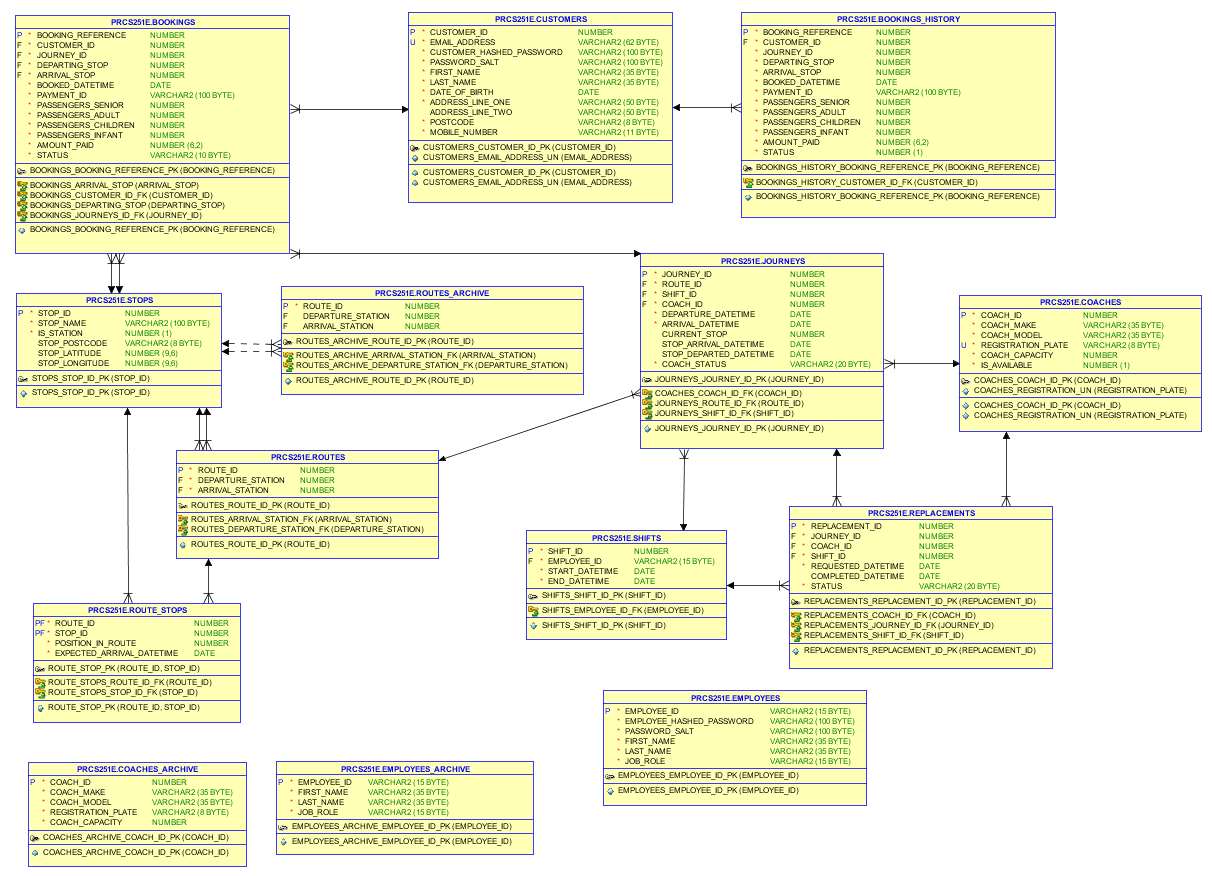 PRCS251E.BOOKINGS
P * BOOKING_REFERENCE NUMBER
F * CUSTOMER_ID NUMBER
F * JOURNEY_ID NUMBER
F * DEPARTING_STOP NUMBER
F * ARRIVAL_STOP NUMBER
* BOOKED_DATETIME DATE
* PAYMENT_ID VARCHAR2 (100 BYTE)
* PASSENGERS_SENIOR NUMBER
* PASSENGERS_ADULT NUMBER
* PASSENGERS_CHILDREN NUMBER
* PASSENGERS_INFANT NUMBER
* AMOUNT_PAID NUMBER (6,2)
* STATUS VARCHAR2 (10 BYTE)
BOOKINGS_BOOKING_REFERENCE_PK (BOOKING_REFERENCE)
BOOKINGS_ARRIVAL_STOP (ARRIVAL_STOP)
BOOKINGS_CUSTOMER_ID_FK (CUSTOMER_ID)
BOOKINGS_DEPARTING_STOP (DEPARTING_STOP)
BOOKINGS_JOURNEYS_ID_FK (JOURNEY_ID)
BOOKINGS_BOOKING_REFERENCE_PK (BOOKING_REFERENCE)
PRCS251E.CUSTOMERS
P * CUSTOMER_ID NUMBER
U * EMAIL_ADDRESS VARCHAR2 (62 BYTE)
* CUSTOMER_HASHED_PASSWORD VARCHAR2 (100 BYTE)
* PASSWORD_SALT VARCHAR2 (100 BYTE)
* FIRST_NAME VARCHAR2 (35 BYTE)
* LAST_NAME VARCHAR2 (35 BYTE)
* DATE_OF_BIRTH DATE
* ADDRESS_LINE_ONE VARCHAR2 (50 BYTE)
ADDRESS_LINE_TWO VARCHAR2 (50 BYTE)
* POSTCODE VARCHAR2 (8 BYTE)
* MOBILE_NUMBER VARCHAR2 (11 BYTE)
CUSTOMERS_CUSTOMER_ID_PK (CUSTOMER_ID)
CUSTOMERS_EMAIL_ADDRESS_UN (EMAIL_ADDRESS)
CUSTOMERS_CUSTOMER_ID_PK (CUSTOMER_ID)
CUSTOMERS_EMAIL_ADDRESS_UN (EMAIL_ADDRESS)
PRCS251E.BOOKINGS_HISTORY
P * BOOKING_REFERENCE NUMBER
F * CUSTOMER_ID NUMBER
* JOURNEY_ID NUMBER
* DEPARTING_STOP NUMBER
* ARRIVAL_STOP NUMBER
* BOOKED_DATETIME DATE
* PAYMENT_ID VARCHAR2 (100 BYTE)
* PASSENGERS_SENIOR NUMBER
* PASSENGERS_ADULT NUMBER
* PASSENGERS_CHILDREN NUMBER
* PASSENGERS_INFANT NUMBER
* AMOUNT_PAID NUMBER (6,2)
* STATUS NUMBER (1)
BOOKINGS_HISTORY_BOOKING_REFERENCE_PK (BOOKING_REFERENCE)
BOOKINGS_HISTORY_CUSTOMER_ID_FK (CUSTOMER_ID)
BOOKINGS_HISTORY_BOOKING_REFERENCE_PK (BOOKING_REFERENCE)
PRCS251E.STOPS
P * STOP_ID NUMBER
* STOP_NAME VARCHAR2 (100 BYTE)
* IS_STATION NUMBER (1)
STOP_POSTCODE VARCHAR2 (8 BYTE)
STOP_LATITUDE NUMBER (9,6)
STOP_LONGITUDE NUMBER (9,6)
STOPS_STOP_ID_PK (STOP_ID)
STOPS_STOP_ID_PK (STOP_ID)
PRCS251E.ROUTES_ARCHIVE
P * ROUTE_ID NUMBER
F DEPARTURE_STATION NUMBER
F ARRIVAL_STATION NUMBER
ROUTES_ARCHIVE_ROUTE_ID_PK (ROUTE_ID)
ROUTES_ARCHIVE_ARRIVAL_STATION_FK (ARRIVAL_STATION)
ROUTES_ARCHIVE_DEPARTURE_STATION_FK (DEPARTURE_STATION)
ROUTES_ARCHIVE_ROUTE_ID_PK (ROUTE_ID)
PRCS251E.JOURNEYS
P * JOURNEY_ID NUMBER
F * ROUTE_ID NUMBER
F * SHIFT_ID NUMBER
F * COACH_ID NUMBER
* DEPARTURE_DATETIME DATE
* ARRIVAL_DATETIME DATE
CURRENT_STOP NUMBER
STOP_ARRIVAL_DATETIME DATE
STOP_DEPARTED_DATETIME DATE
* COACH_STATUS VARCHAR2 (20 BYTE)
JOURNEYS_JOURNEY_ID_PK (JOURNEY_ID)
COACHES_COACH_ID_FK (COACH_ID)
JOURNEYS_ROUTE_ID_FK (ROUTE_ID)
JOURNEYS_SHIFT_ID_FK (SHIFT_ID)
JOURNEYS_JOURNEY_ID_PK (JOURNEY_ID)
PRCS251E.COACHES
P * COACH_ID NUMBER
* COACH_MAKE VARCHAR2 (35 BYTE)
* COACH_MODEL VARCHAR2 (35 BYTE)
U * REGISTRATION_PLATE VARCHAR2 (8 BYTE)
* COACH_CAPACITY NUMBER
* IS_AVAILABLE NUMBER (1)
COACHES_COACH_ID_PK (COACH_ID)
COACHES_REGISTRATION_UN (REGISTRATION_PLATE)
COACHES_COACH_ID_PK (COACH_ID)
COACHES_REGISTRATION_UN (REGISTRATION_PLATE)
PRCS251E.ROUTES
P * ROUTE_ID NUMBER
F * DEPARTURE_STATION NUMBER
F * ARRIVAL_STATION NUMBER
ROUTES_ROUTE_ID_PK (ROUTE_ID)
ROUTES_ARRIVAL_STATION_FK (ARRIVAL_STATION)
ROUTES_DEPARTURE_STATION_FK (DEPARTURE_STATION)
ROUTES_ROUTE_ID_PK (ROUTE_ID)
PRCS251E.SHIFTS
P * SHIFT_ID NUMBER
F * EMPLOYEE_ID VARCHAR2 (15 BYTE)
* START_DATETIME DATE
* END_DATETIME DATE
SHIFTS_SHIFT_ID_PK (SHIFT_ID)
SHIFTS_EMPLOYEE_ID_FK (EMPLOYEE_ID)
SHIFTS_SHIFT_ID_PK (SHIFT_ID)
PRCS251E.REPLACEMENTS
P * REPLACEMENT_ID NUMBER
F * JOURNEY_ID NUMBER
F * COACH_ID NUMBER
F * SHIFT_ID NUMBER
* REQUESTED_DATETIME DATE
COMPLETED_DATETIME DATE
* STATUS VARCHAR2 (20 BYTE)
REPLACEMENTS_REPLACEMENT_ID_PK (REPLACEMENT_ID)
REPLACEMENTS_COACH_ID_FK (COACH_ID)
REPLACEMENTS_JOURNEY_ID_FK (JOURNEY_ID)
REPLACEMENTS_SHIFT_ID_FK (SHIFT_ID)
REPLACEMENTS_REPLACEMENT_ID_PK (REPLACEMENT_ID)
PRCS251E.ROUTE_STOPS
PF * ROUTE_ID NUMBER
PF * STOP_ID NUMBER
* POSITION_IN_ROUTE NUMBER
* EXPECTED_ARRIVAL_DATETIME DATE
ROUTE_STOP_PK (ROUTE_ID, STOP_ID)
ROUTE_STOPS_ROUTE_ID_FK (ROUTE_ID)
ROUTE_STOPS_STOP_ID_FK (STOP_ID)
ROUTE_STOP_PK (ROUTE_ID, STOP_ID)
PRCS251E.EMPLOYEES
P * EMPLOYEE_ID VARCHAR2 (15 BYTE)
* EMPLOYEE_HASHED_PASSWORD VARCHAR2 (100 BYTE)
* PASSWORD_SALT VARCHAR2 (100 BYTE)
* FIRST_NAME VARCHAR2 (35 BYTE)
* LAST_NAME VARCHAR2 (35 BYTE)
* JOB_ROLE VARCHAR2 (15 BYTE)
EMPLOYEES_EMPLOYEE_ID_PK (EMPLOYEE_ID)
EMPLOYEES_EMPLOYEE_ID_PK (EMPLOYEE_ID)
PRCS251E.COACHES_ARCHIVE
P * COACH_ID NUMBER
* COACH_MAKE VARCHAR2 (35 BYTE)
* COACH_MODEL VARCHAR2 (35 BYTE)
* REGISTRATION_PLATE VARCHAR2 (8 BYTE)
* COACH_CAPACITY NUMBER
COACHES_ARCHIVE_COACH_ID_PK (COACH_ID)
COACHES_ARCHIVE_COACH_ID_PK (COACH_ID)
PRCS251E.EMPLOYEES_ARCHIVE
P * EMPLOYEE_ID VARCHAR2 (15 BYTE)
* FIRST_NAME VARCHAR2 (35 BYTE)
* LAST_NAME VARCHAR2 (35 BYTE)
* JOB_ROLE VARCHAR2 (15 BYTE)
EMPLOYEES_ARCHIVE_EMPLOYEE_ID_PK (EMPLOYEE_ID)
EMPLOYEES_ARCHIVE_EMPLOYEE_ID_PK (EMPLOYEE_ID)